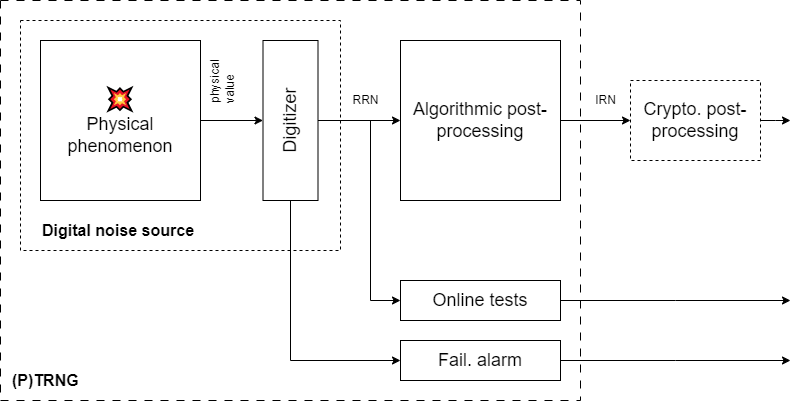 physical
value
RRN
IRN
Physical
phenomenon
Digitizer
Algorithmic post-
processing
Crypto. post-
processing
Digital noise source
Online tests
Fail. alarm
(P)TRNG